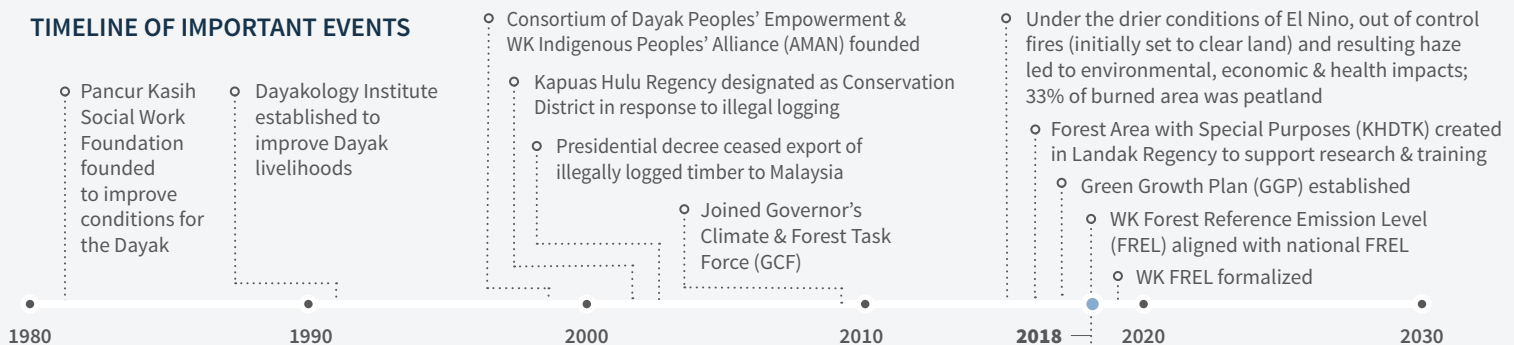 TIMELINE OF IMPORTANT EVENTS
Pancur Kasih
Social Work
Foundation
founded
to improve
conditions for
the Dayak
Dayakology Institute
established to
improve Dayak
livelihoods
Consortium of Dayak Peoples’ Empowerment &
WK Indigenous Peoples’ Alliance (AMAN) founded
Kapuas Hulu Regency designated as Conservation
District in response to illegal logging
Presidential decree ceased export of
illegally logged timber to Malaysia
Joined Governor’s
Climate & Forest Task
Force (GCF)
Under the drier conditions of El Nino, out of control
fires (initially set to clear land) and resulting haze
led to environmental, economic & health impacts;
33% of burned area was peatland
Forest Area with Special Purposes (KHDTK) created
in Landak Regency to support research & training
Green Growth Plan (GGP) established
WK Forest Reference Emission Level
(FREL) aligned with national FREL
WK FREL formalized
1980
1990
2000
2010
2018
2020
2030